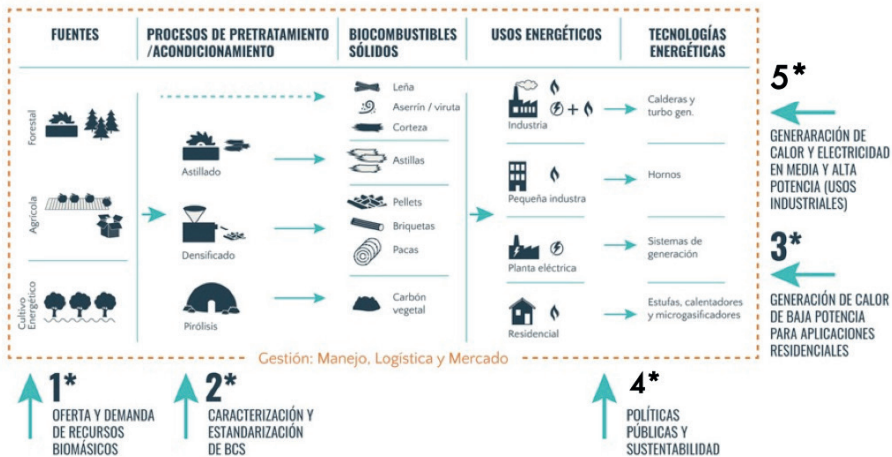 FUENTES
PROCESOS DE PRETRATAMIENTO
/ACONDICIONAMIENTO
BIOCOMBUSTIBLES
SÓLIDOS
USOS ENERGÉTICOS
TECNOLOGÍAS
ENERGÉTICAS
Forestal
Agrícola
Cultivo
Energético
Astillado
Densificado
Pirólisis
Leña
Aserrín / viruta
Corteza
Astillas
Pellets
Briquetas
Pacas
Carbón
vegetal
+
Industria
Pequeña industra
Planta eléctrica
Residencial
Calderas y
turbo gen.
Hornos
Sistemas de
generación
Estufas, calentadores
y microgasificadores
Gestión: Manejo, Logística y Mercado
5*
GENERARACIÓN DE
CALOR Y ELECTRICIDAD
EN MEDIA Y ALTA
POTENCIA (USOS
INDUSTRIALES)
3*
GENERACIÓN DE CALOR
DE BAJA POTENCIA
PARA APLICACIONES
RESIDENCIALES
1*
OFERTA Y DEMANDA
DE RECURSOS
BIOMÁSICOS
2*
CARACTERIZACIÓN Y
ESTANDARIZACIÓN
DE BCS
4*
POLÍTICAS
PÚBLICAS Y
SUSTENTABILIDAD